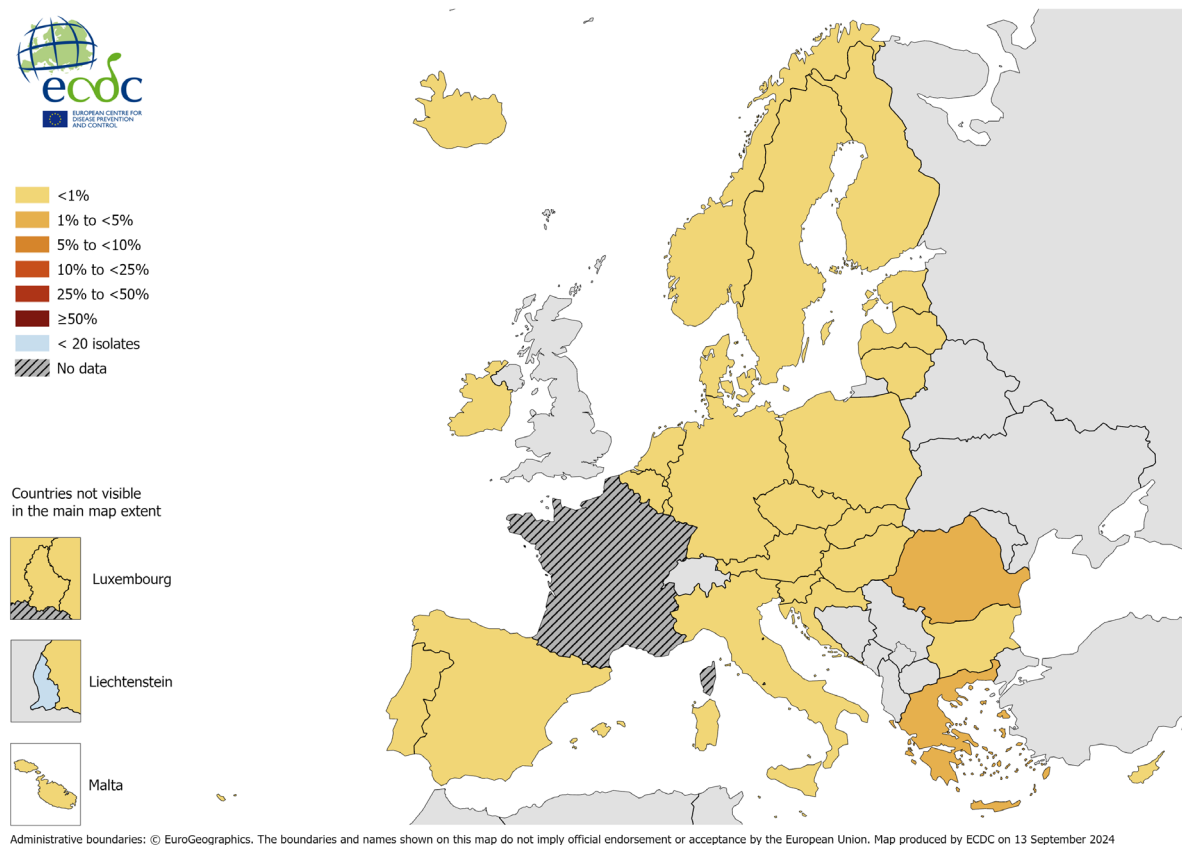 ecdc
EUROPEAN CENTRE FOR
DISEASE PREVENTION
AND CONTROL
<1%
1% to <5%
5% to <10%
10% to <25%
25% to <50%
≥50%
< 20 isolates
No data
Countries not visible
in the main map extent
Luxembourg
Liechtenstein
Malta
Administrative boundaries: © EuroGeographics. The boundaries and names shown on this map do not imply official endorsement or acceptance by the European Union. Map produced by ECDC on 13 September 2024